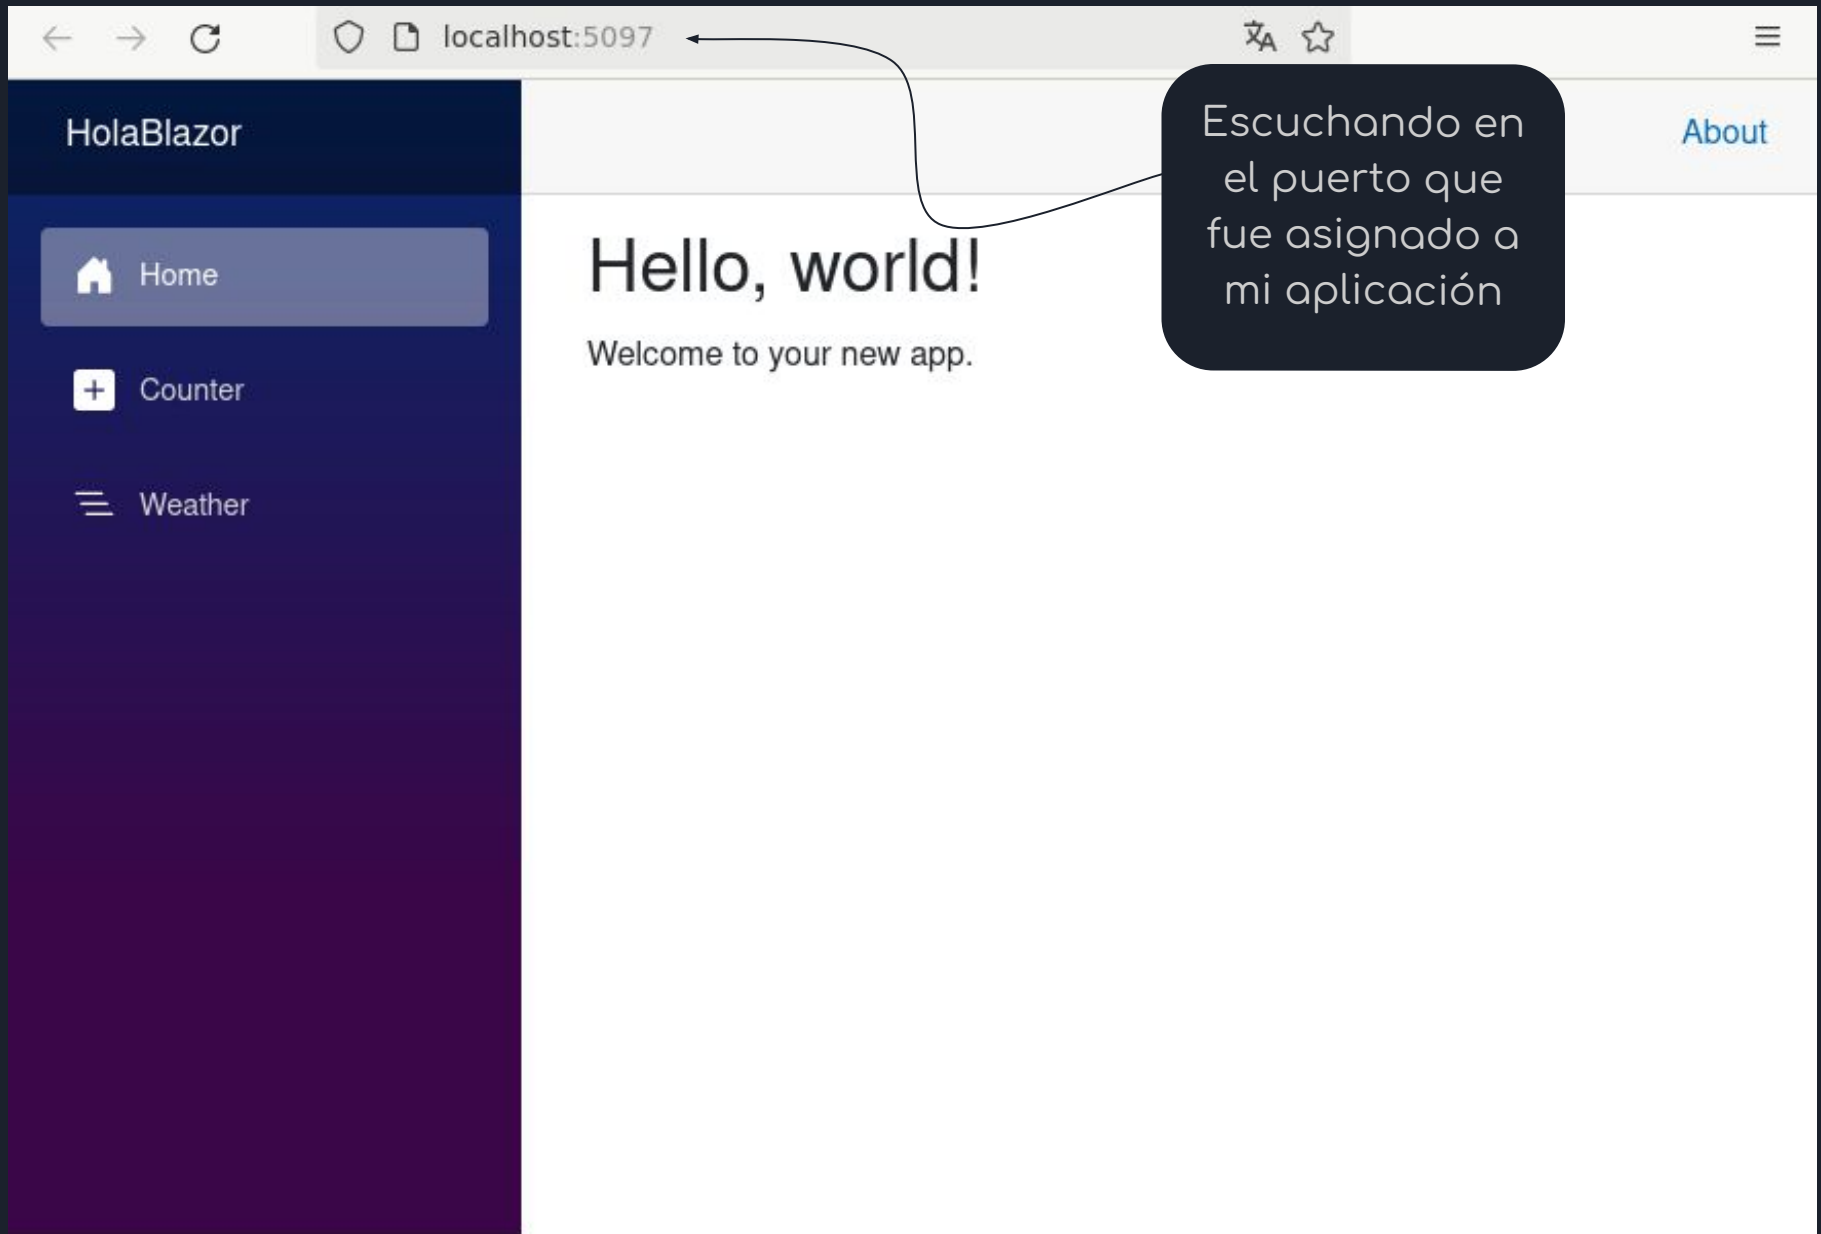 localhost:5097
HolaBlazor
About
Escuchando en
el puerto que
fue asignado a
mi aplicación
Home
Counter
Weather
Hello, world!
Welcome to your new app.